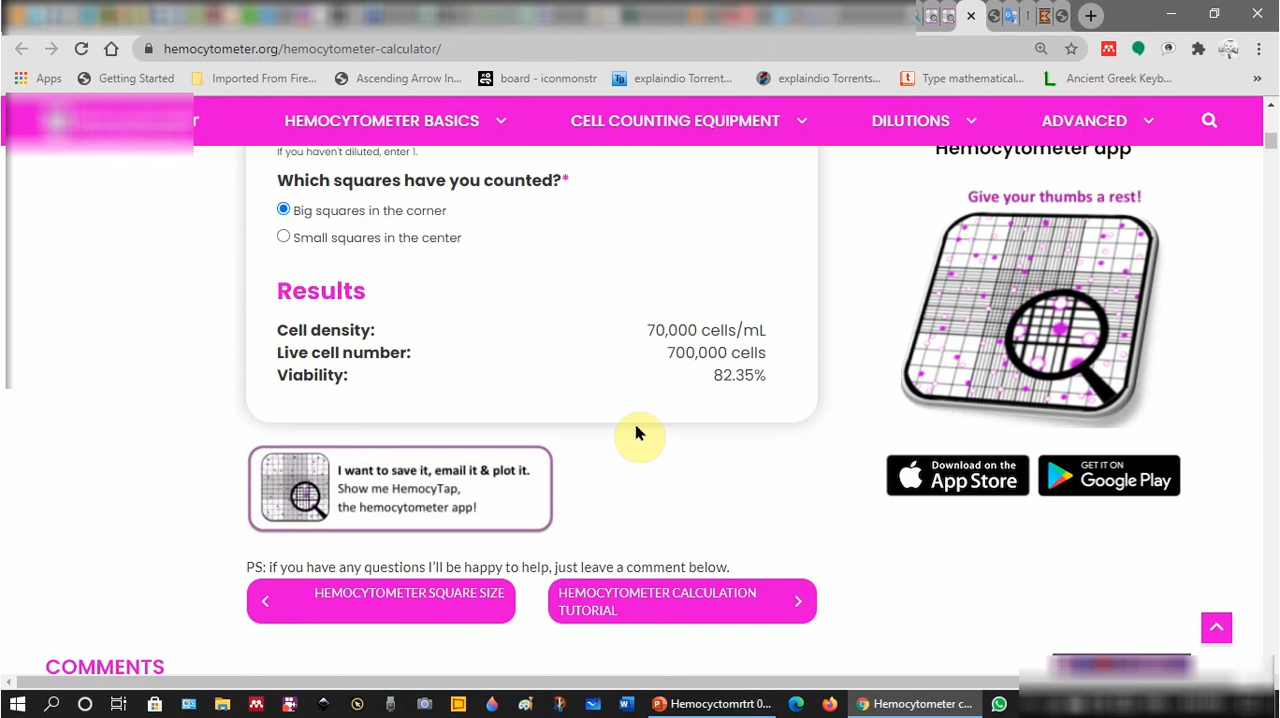 hemocytometer.org/hemocytometer-calculator/
Apps
Getting Started
Imported From Fire...
Ascending Arrow In...
board - iconmonstr
explaindio Torrent...
explaindio Torrents...
Type mathematical...
Ancient Greek Keyb...
»
HEMOCYTOMETER BASICS
CELL COUNTING EQUIPMENT
DILUTIONS
ADVANCED
If you haven't diluted, enter 1.
Which squares have you counted?*
Big squares in the corner
Small squares in the center
Results
Cell density: 70,000 cells/mL
Live cell number: 700,000 cells
Viability: 82.35%
I want to save it, email it & plot it.
Show me HemocyTap,
the hemocytometer app!
PS: if you have any questions I'll be happy to help, just leave a comment below.
HEMOCYTOMETER SQUARE SIZE
HEMOCYTOMETER CALCULATION
TUTORIAL
COMMENTS
Hemocytometer app
Give your thumbs a rest!
Download on the
App Store
GET IT ON
Google Play
Hemocyctomrtrt 0...
Hemocytometer c...